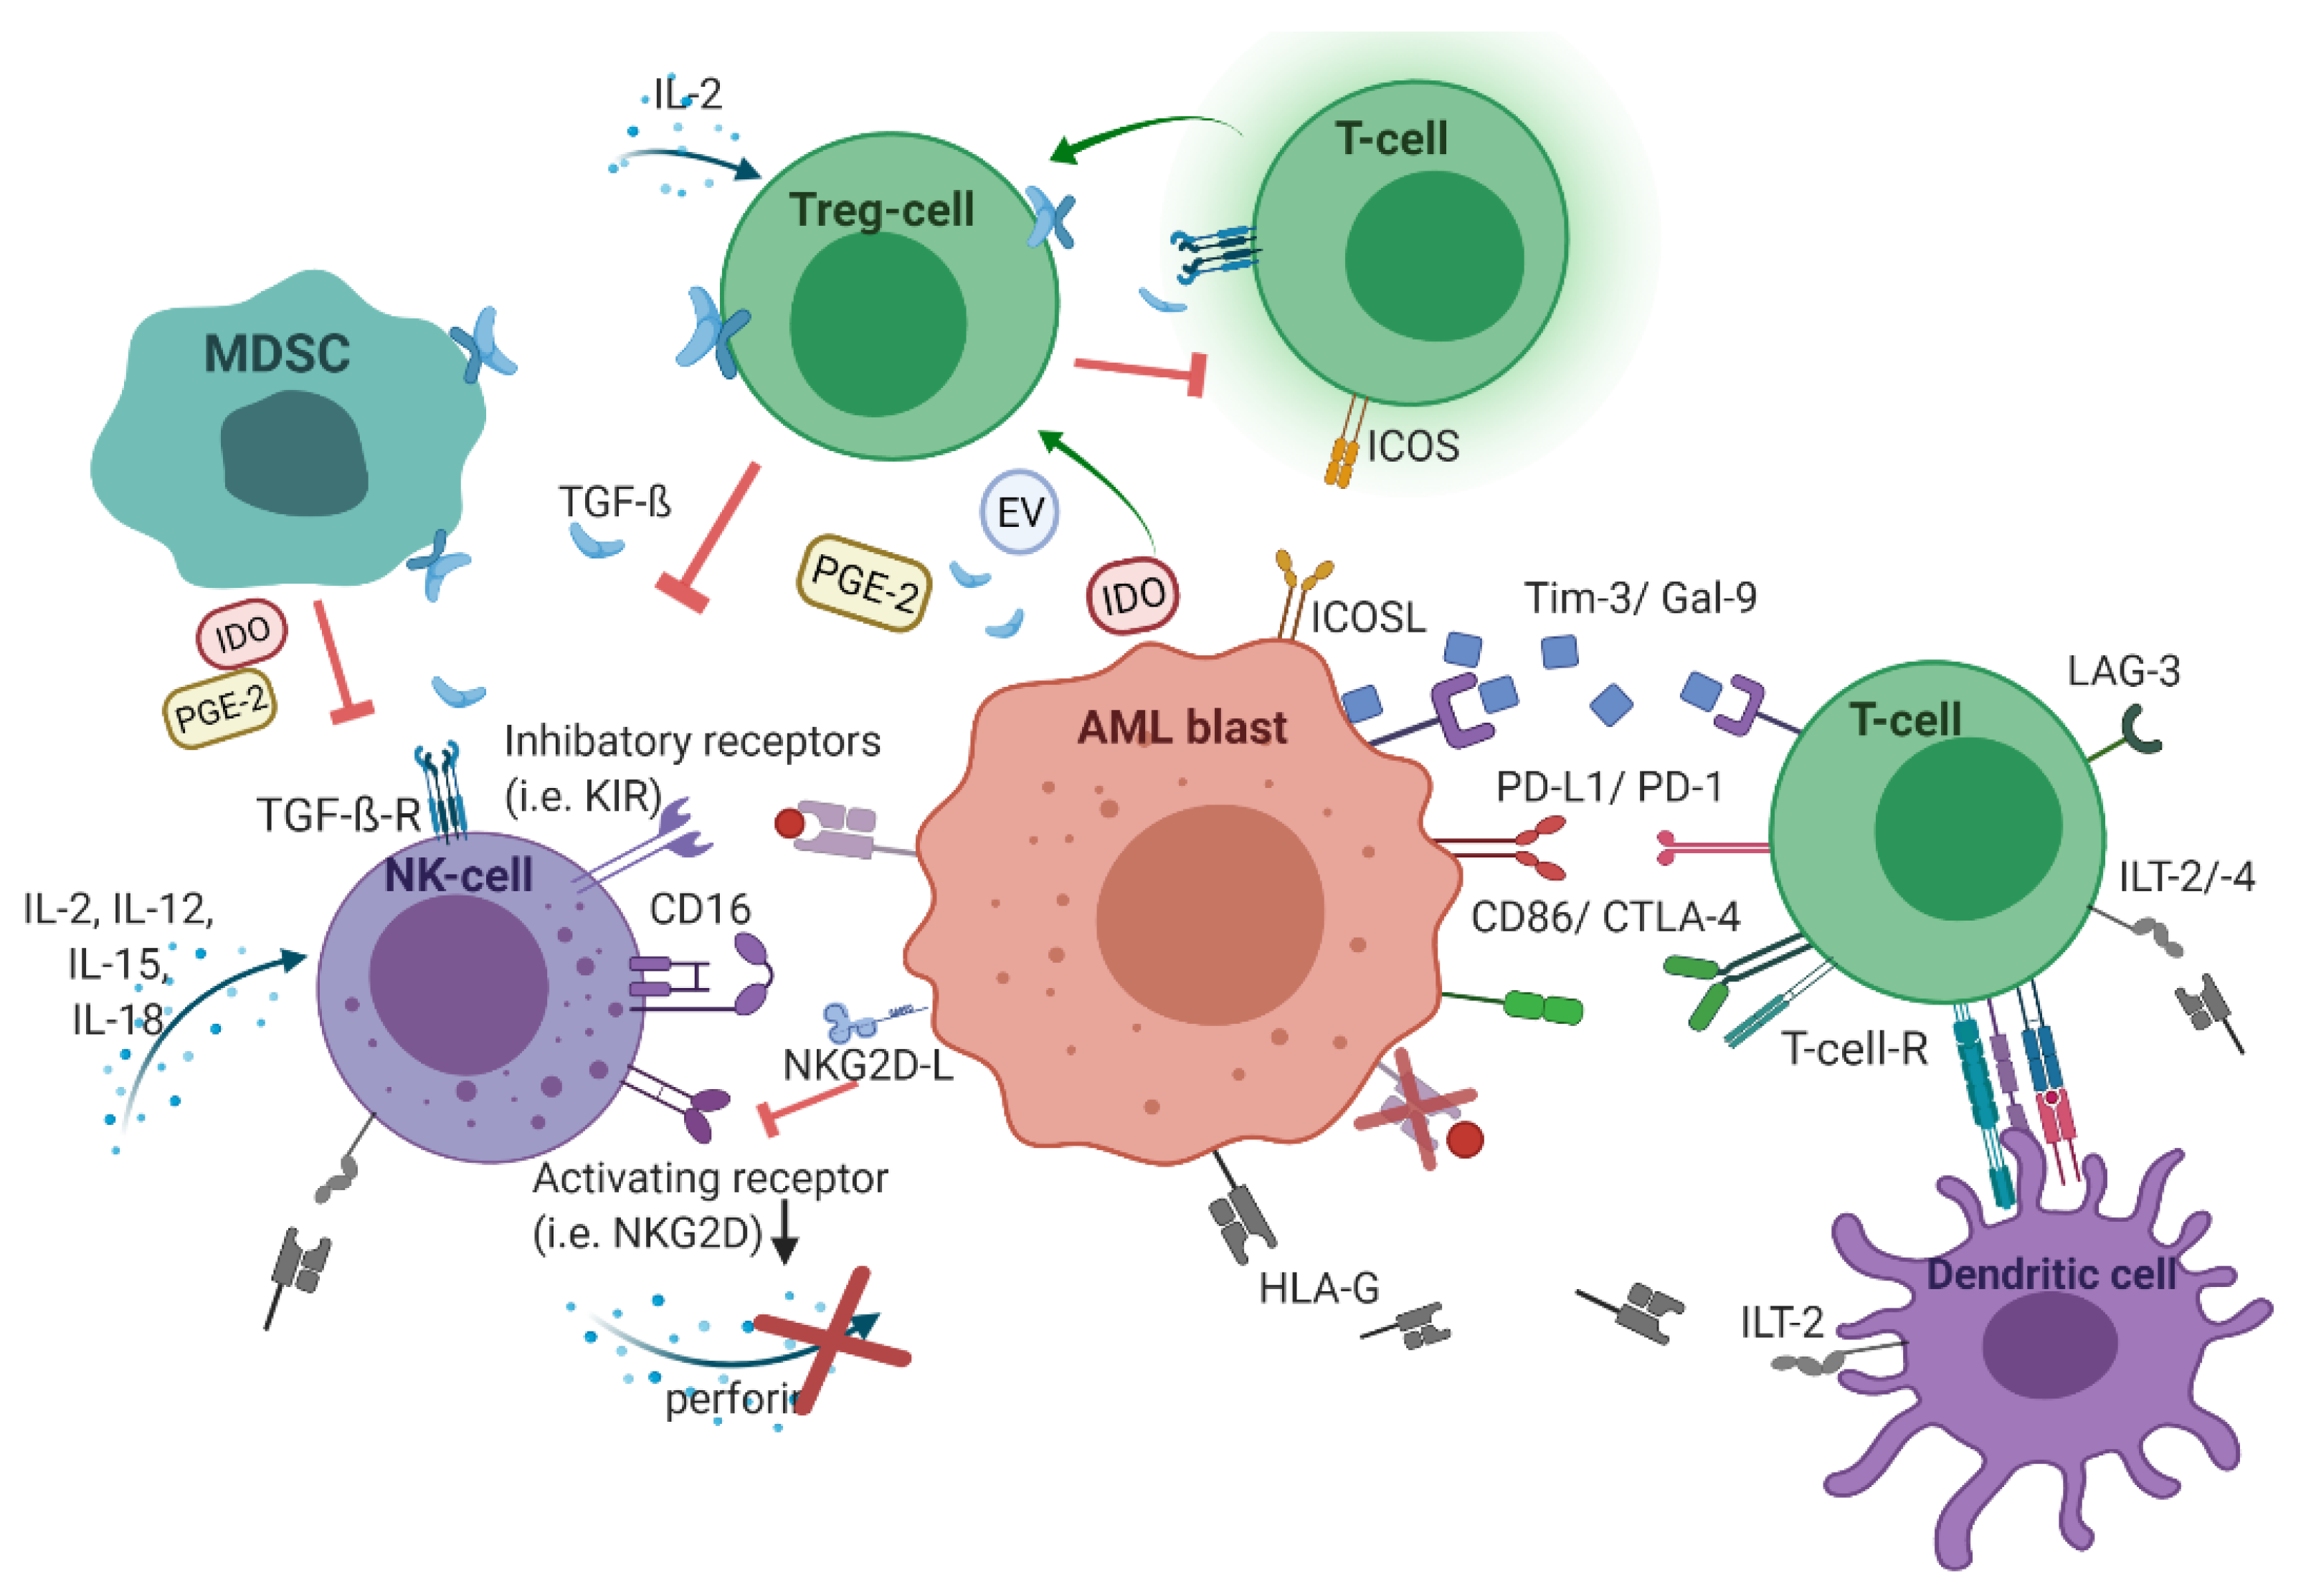 IL-2
T-cell
Treg-cell
MDSC
ICOS
TGF-ß
EV
PGE-2
IDO
ICOSL
Tim-3/ Gal-9
IDO
PGE-2
LAG-3
AML blast
T-cell
Inhibatory receptors
(i.e. KIR)
TGF-ß-R
PD-L1/ PD-1
NK-cell
ILT-2/-4
IL-2, IL-12,
IL-15,
IL-18
CD16
CD86/ CTLA-4
T-cell-R
NKG2D-L
Activating receptor
(i.e. NKG2D)
HLA-G
Dendritic cell
ILT-2
perforin